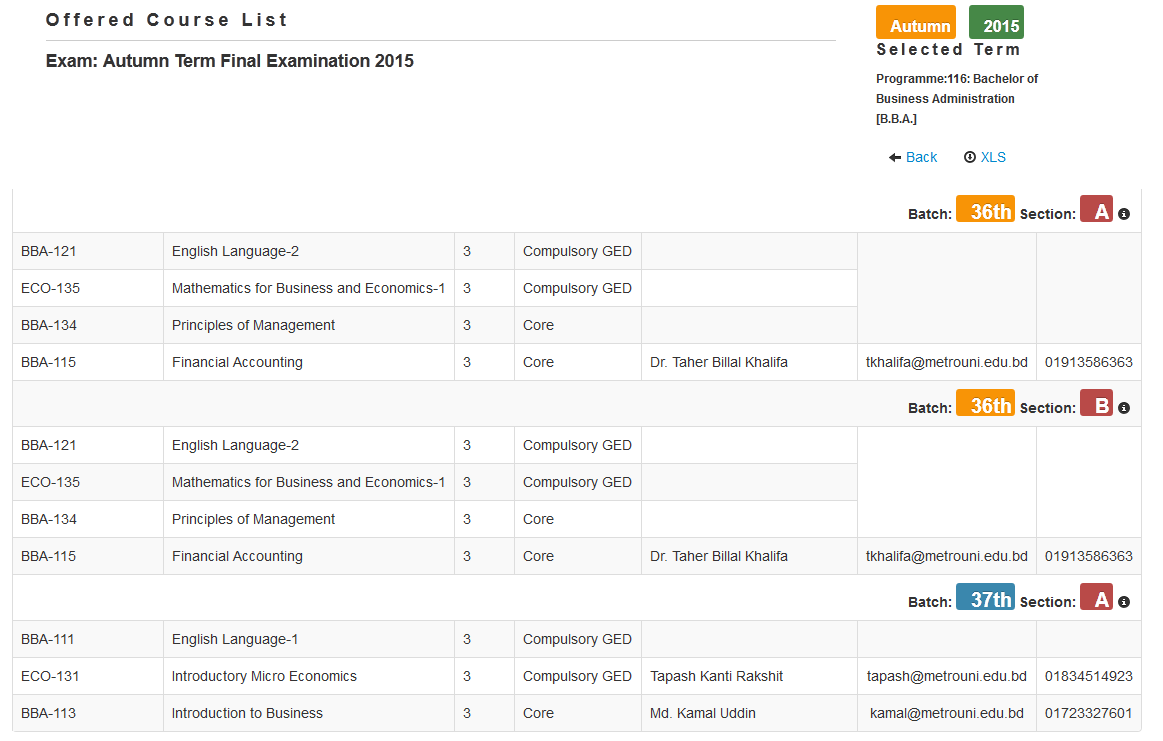 Offered Course List
Exam: Autumn Term Final Examination 2015
Autumn 2015
Selected Term
Programme:116: Bachelor of
Business Administration
[B.B.A.]
Back XLS
Batch: 36th Section: A
BBA-121 English Language-2 3 Compulsory GED
ECO-135 Mathematics for Business and Economics-1 3 Compulsory GED
BBA-134 Principles of Management 3 Core
BBA-115 Financial Accounting 3 Core Dr. Taher Billal Khalifa tkhalifa@metrouni.edu.bd 01913586363
Batch: 36th Section: B
BBA-121 English Language-2 3 Compulsory GED
ECO-135 Mathematics for Business and Economics-1 3 Compulsory GED
BBA-134 Principles of Management 3 Core
BBA-115 Financial Accounting 3 Core Dr. Taher Billal Khalifa tkhalifa@metrouni.edu.bd 01913586363
Batch: 37th Section: A
BBA-111 English Language-1 3 Compulsory GED
ECO-131 Introductory Micro Economics 3 Compulsory GED Tapash Kanti Rakshit tapash@metrouni.edu.bd 01834514923
BBA-113 Introduction to Business 3 Core Md. Kamal Uddin kamal@metrouni.edu.bd 01723327601